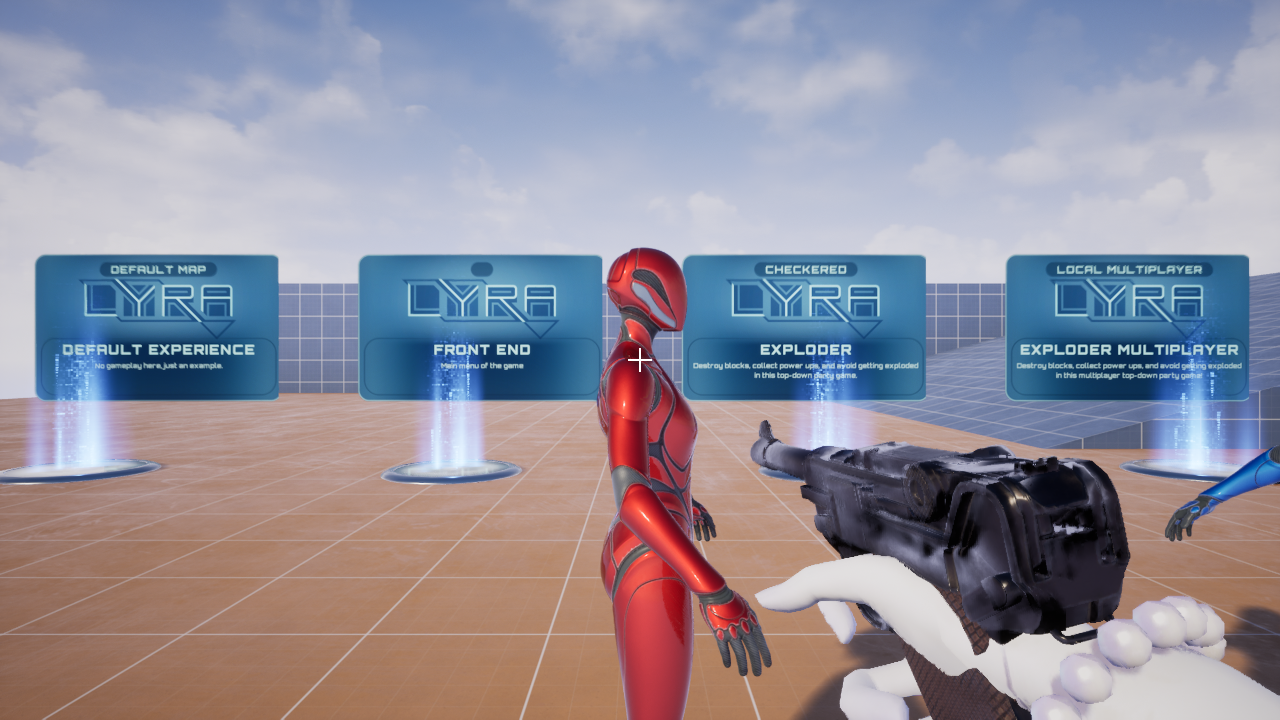 DEFAULT MAP
LYRA
DEFAULT EXPERIENCE
No gameplay here, just an example.
LYRA
FRONT END
Main menu of the game
CHECKERED
LYRA
EXPLODER
Destroy blocks, collect power ups, and avoid getting exploded
in this top-down party game.
LOCAL MULTIPLAYER
LYRA
EXPLODER MULTIPLAYER
Destroy blocks, collect power ups, and avoid getting exploded
in this multiplayer top-down party game